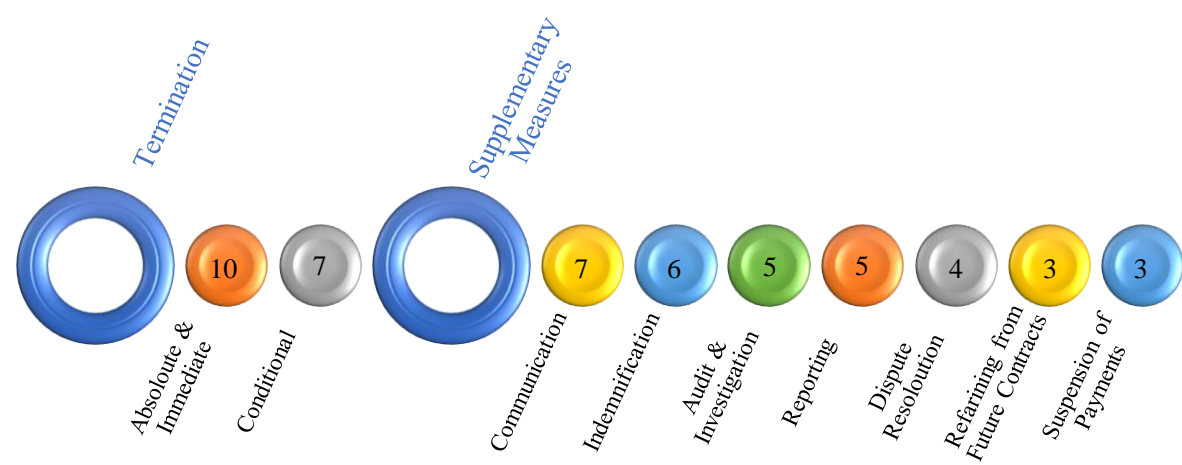 Termination
Supplementary
Measures
10
7
7
6
5
5
4
3
3
Absoloute &
Immediate
Conditional
Communication
Indemnification
Audit &
Investigation
Reporting
Dispute
Resoloution
Refarining from
Future Contracts
Suspension of
Payments